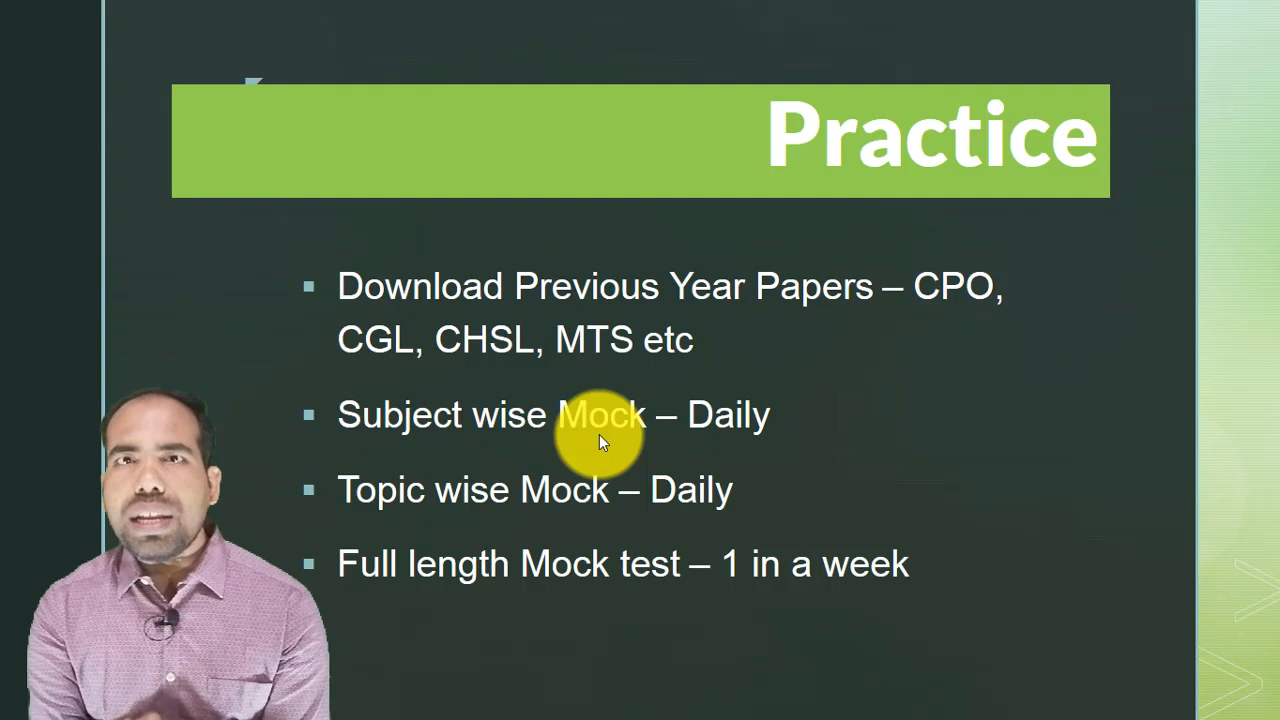 Practice
Download Previous Year Papers – CPO,
CGL, CHSL, MTS etc
Subject wise Mock – Daily
Topic wise Mock – Daily
Full length Mock test – 1 in a week